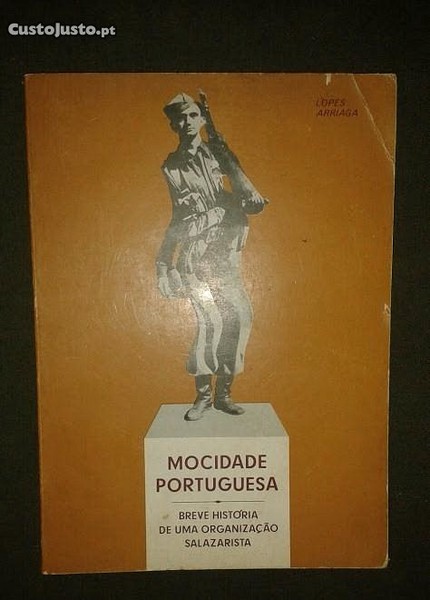 CustoJusto.pt
LOPES
ARRIAGA
MOCIDADE
PORTUGUESA
BREVE HISTÓRIA
DE UMA ORGANIZAÇÃO
SALAZARISTA